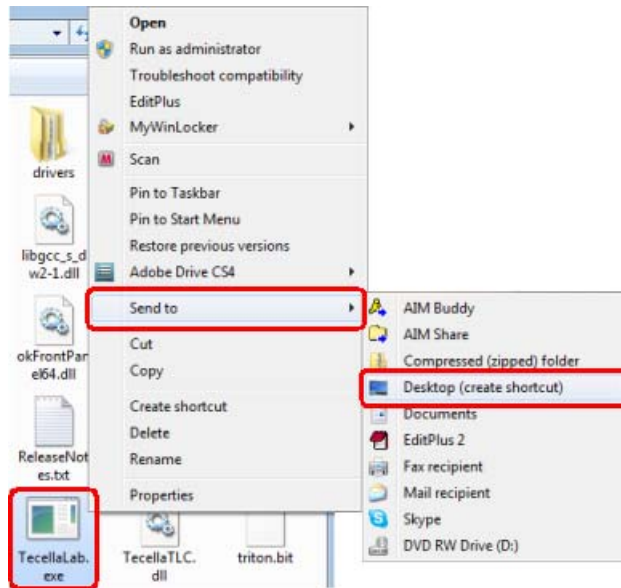 Open
Run as administrator
Troubleshoot compatibility
EditPlus
MyWinLocker
Scan
Pin to Taskbar
Pin to Start Menu
Restore previous versions
Adobe Drive CS4
Send to
Cut
Copy
Create shortcut
Delete
Rename
Properties
AIM Buddy
AIM Share
Compressed (zipped) folder
Desktop (create shortcut)
Documents
EditPlus 2
Fax recipient
Mail recipient
Skype
DVD RW Drive (D:)
drivers
libgcc_s_d
w2-1.dll
okFrontPan
el64.dll
ReleaseNot
es.txt
TecellaLab.
exe
TecellaTLC.
dll
triton.bit